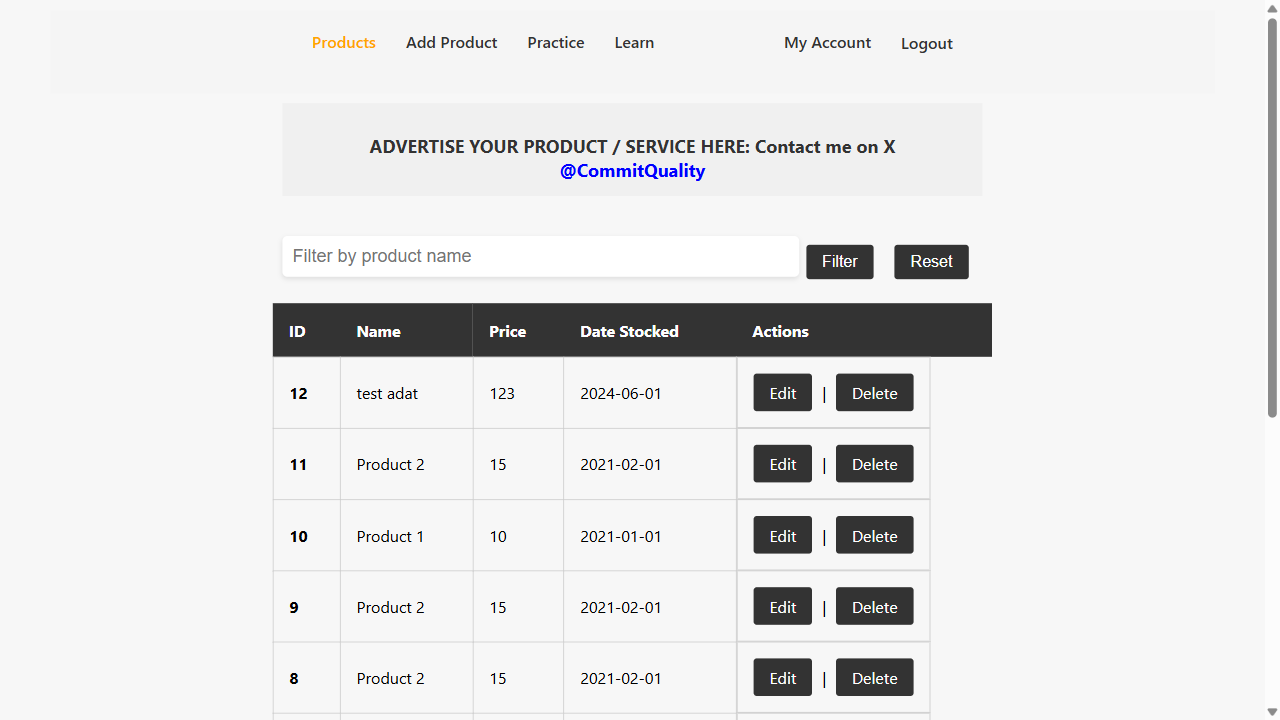 Products Add Product Practice Learn My Account Logout
ADVERTISE YOUR PRODUCT / SERVICE HERE: Contact me on X
@CommitQuality
Filter by product name Filter Reset
ID Name Price Date Stocked Actions
12 test adat 123 2024-06-01 Edit | Delete
11 Product 2 15 2021-02-01 Edit | Delete
10 Product 1 10 2021-01-01 Edit | Delete
9 Product 2 15 2021-02-01 Edit | Delete
8 Product 2 15 2021-02-01 Edit | Delete